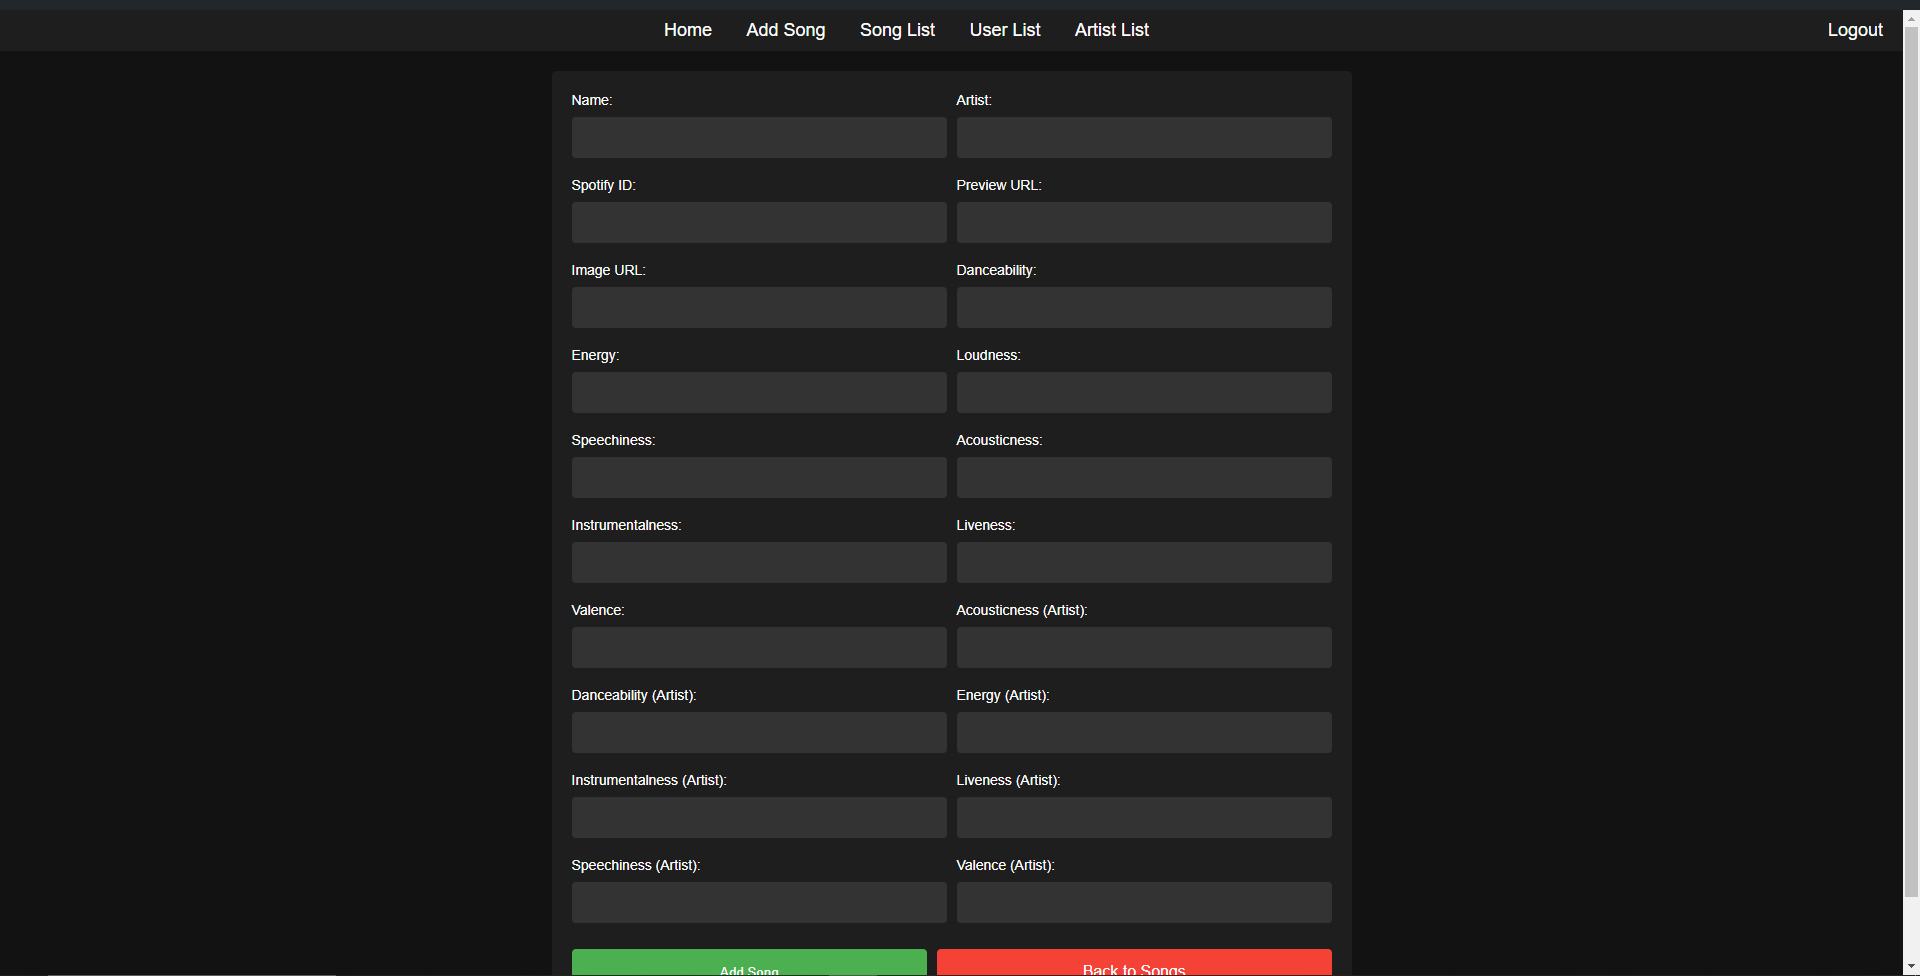 Home Add Song Song List User List Artist List Logout
Name: Artist:
Spotify ID: Preview URL:
Image URL: Danceability:
Energy: Loudness:
Speechiness: Acousticness:
Instrumentalness: Liveness:
Valence: Acousticness (Artist):
Danceability (Artist): Energy (Artist):
Instrumentalness (Artist): Liveness (Artist):
Speechiness (Artist): Valence (Artist):
Add Song Back to Songs